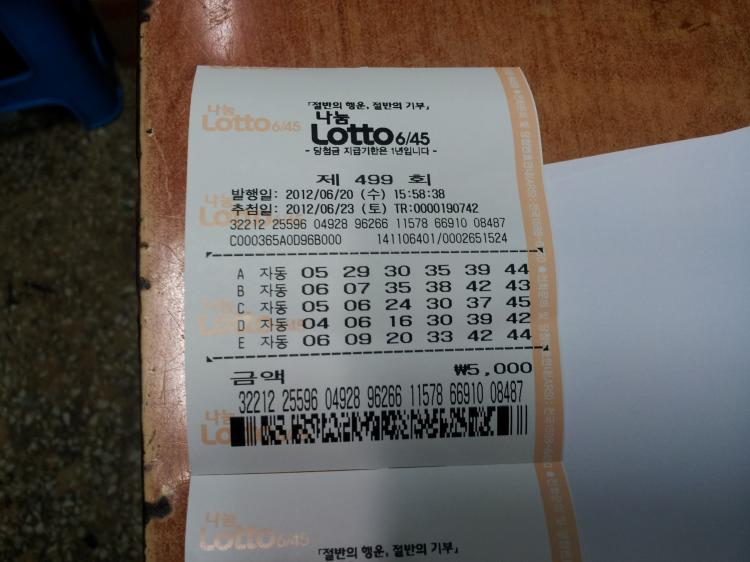 「절반의 행운, 절반의 기부」
나눔
Lotto 6/45
- 당첨금 지급기한은 1년입니다 -
제 499 회
발행일: 2012/06/20 (수) 15:58:38
추첨일: 2012/06/23 (토) TR:0000190742
32212 25596 04928 96266 11578 66910 08487
C000365A0D96B000 141106401/0002651524
A 자동 05 29 30 35 39 44
B 자동 06 07 35 38 42 43
C 자동 05 06 24 30 37 45
D 자동 04 06 16 30 39 42
E 자동 06 09 20 33 42 44
금액 ₩5,000
32212 25596 04928 96266 11578 66910 08487
나눔
Lotto 6/45
「절반의 행운, 절반의 기부」